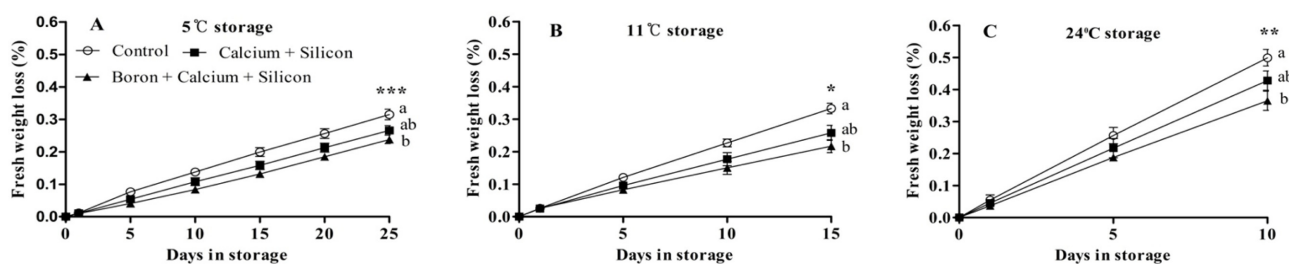 A
5℃ storage
Fresh weight loss (%)
0.6
0.5
0.4
0.3
0.2
0.1
0.0
Control
Calcium + Silicon
Boron + Calcium + Silicon
***
a
ab
b
0 5 10 15 20 25
Days in storage
B
11℃ storage
Fresh weight loss (%)
0.6
0.5
0.4
0.3
0.2
0.1
0.0
*
a
ab
b
0 5 10 15
Days in storage
C
24°C storage
Fresh weight loss (%)
0.6
0.5
0.4
0.3
0.2
0.1
0.0
**
a
ab
b
0 5 10
Days in storage